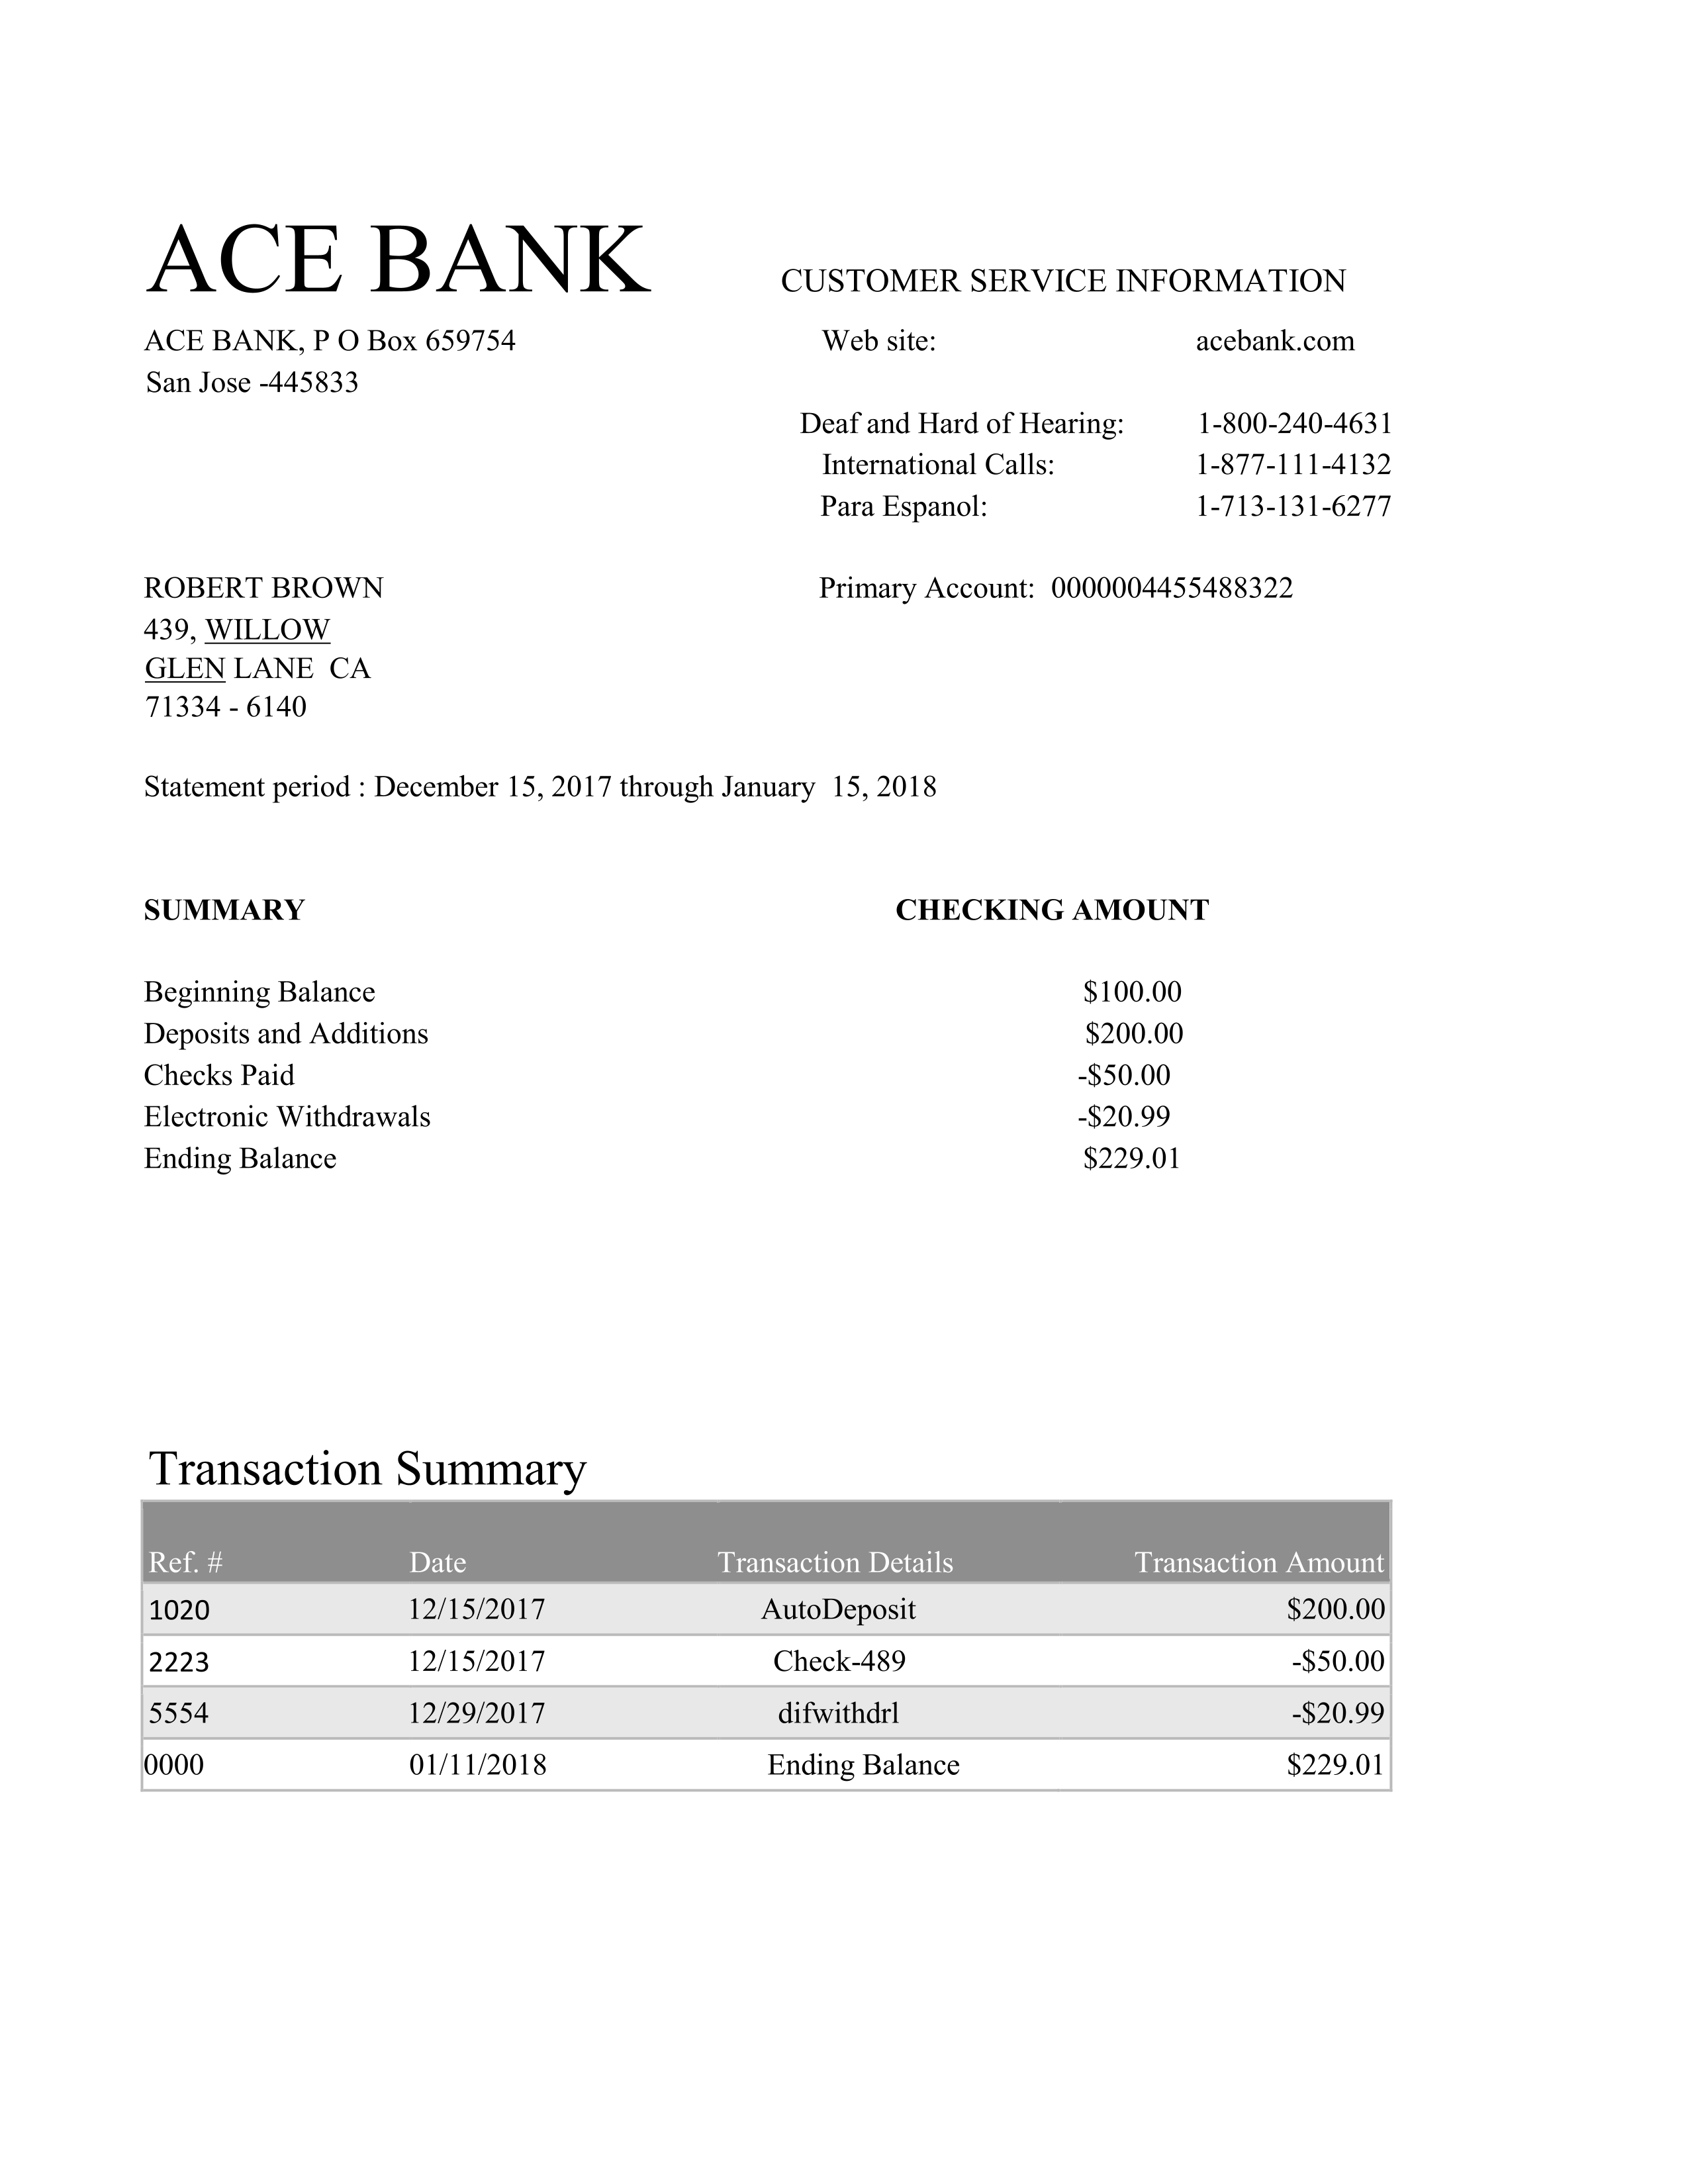 ACE BANK
CUSTOMER SERVICE INFORMATION
ACE BANK, P O Box 659754
Web site: acebank.com
San Jose -445833
Deaf and Hard of Hearing: 1-800-240-4631
International Calls: 1-877-111-4132
Para Espanol: 1-713-131-6277
ROBERT BROWN
Primary Account: 0000004455488322
439, WILLOW
GLEN LANE CA
71334 - 6140
Statement period : December 15, 2017 through January 15, 2018
SUMMARY CHECKING AMOUNT
Beginning Balance $100.00
Deposits and Additions $200.00
Checks Paid -$50.00
Electronic Withdrawals -$20.99
Ending Balance $229.01
Transaction Summary
Ref. # Date Transaction Details Transaction Amount
1020 12/15/2017 AutoDeposit $200.00
2223 12/15/2017 Check-489 -$50.00
5554 12/29/2017 difwithdrl -$20.99
0000 01/11/2018 Ending Balance $229.01